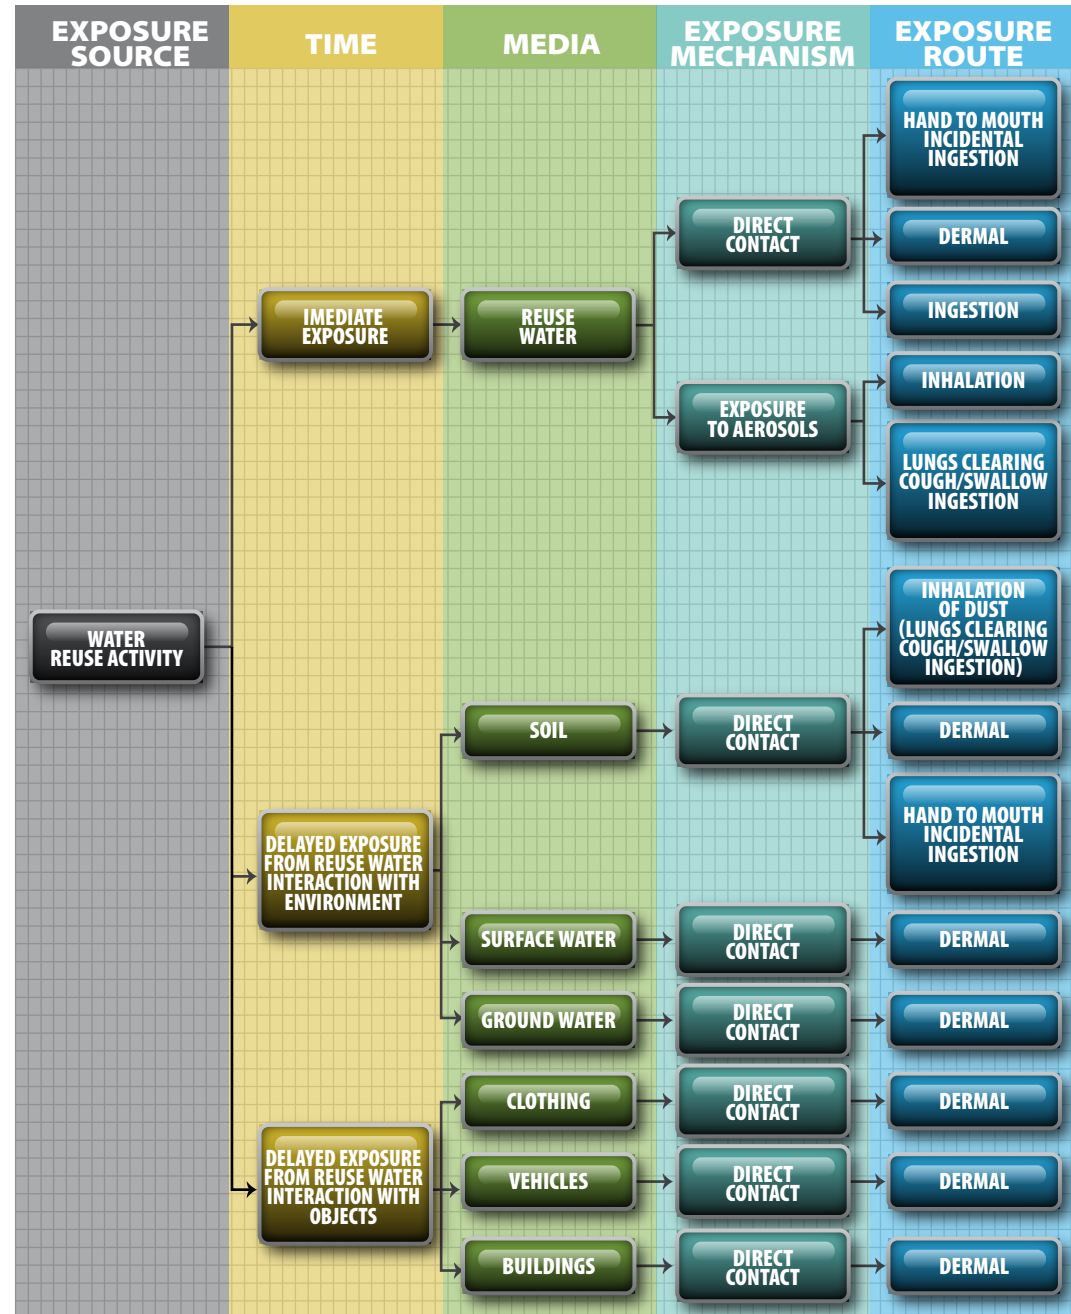 EXPOSURE
SOURCE
TIME
MEDIA
EXPOSURE
MECHANISM
EXPOSURE
ROUTE
WATER
REUSE ACTIVITY
IMEDIATE
EXPOSURE
REUSE
WATER
DIRECT
CONTACT
HAND TO MOUTH
INCIDENTAL
INGESTION
DERMAL
INGESTION
EXPOSURE
TO AEROSOLS
INHALATION
LUNGS CLEARING
COUGH/SWALLOW
INGESTION
DELAYED EXPOSURE
FROM REUSE WATER
INTERACTION WITH
ENVIRONMENT
SOIL
DIRECT
CONTACT
INHALATION
OF DUST
(LUNGS CLEARING
COUGH/SWALLOW
INGESTION)
DERMAL
HAND TO MOUTH
INCIDENTAL
INGESTION
SURFACE WATER
DIRECT
CONTACT
DERMAL
GROUND WATER
DIRECT
CONTACT
DERMAL
DELAYED EXPOSURE
FROM REUSE WATER
INTERACTION WITH
OBJECTS
CLOTHING
DIRECT
CONTACT
DERMAL
VEHICLES
DIRECT
CONTACT
DERMAL
BUILDINGS
DIRECT
CONTACT
DERMAL